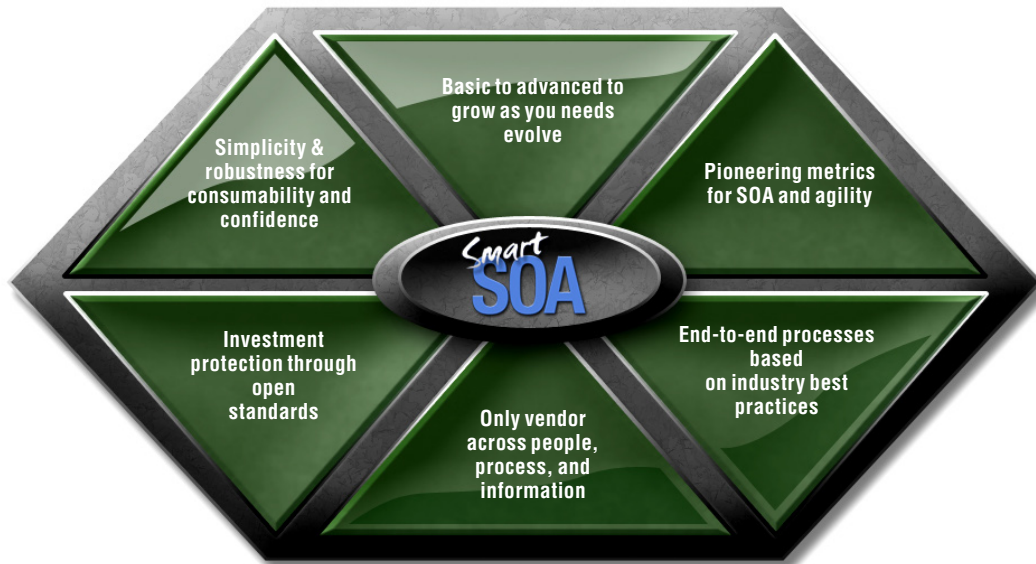 Basic to advanced to
grow as you needs
evolve
Simplicity &
robustness for
consumability and
confidence
Pioneering metrics
for SOA and agility
Smart
SOA
Investment
protection through
open
standards
End-to-end processes
based
on industry best
practices
Only vendor
across people,
process, and
information